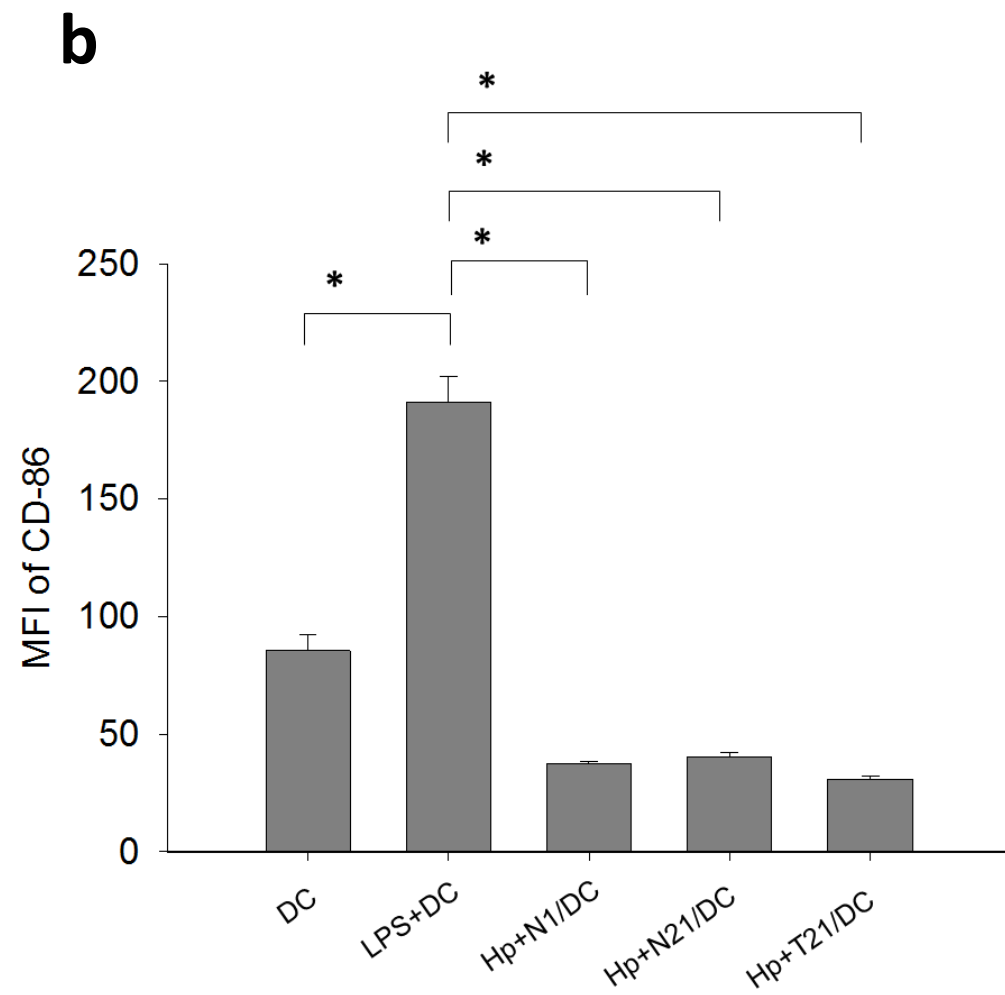 b
*
*
*
*
250
200
150
100
50
0
MFI of CD-86
DC
LPS+DC
Hp+N1/DC
Hp+N21/DC
Hp+T21/DC